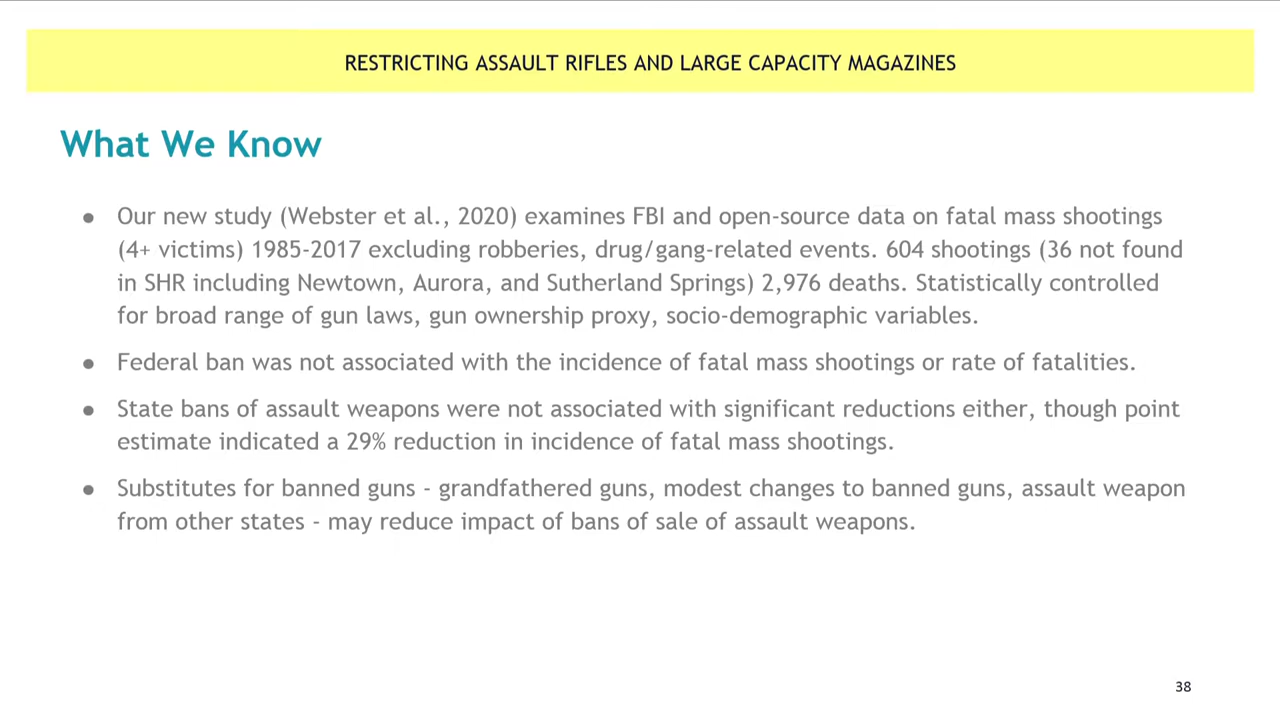 RESTRICTING ASSAULT RIFLES AND LARGE CAPACITY MAGAZINES
What We Know
● Our new study (Webster et al., 2020) examines FBI and open-source data on fatal mass shootings
(4+ victims) 1985-2017 excluding robberies, drug/gang-related events. 604 shootings (36 not found
in SHR including Newtown, Aurora, and Sutherland Springs) 2,976 deaths. Statistically controlled
for broad range of gun laws, gun ownership proxy, socio-demographic variables.
● Federal ban was not associated with the incidence of fatal mass shootings or rate of fatalities.
● State bans of assault weapons were not associated with significant reductions either, though point
estimate indicated a 29% reduction in incidence of fatal mass shootings.
● Substitutes for banned guns - grandfathered guns, modest changes to banned guns, assault weapon
from other states - may reduce impact of bans of sale of assault weapons.
38